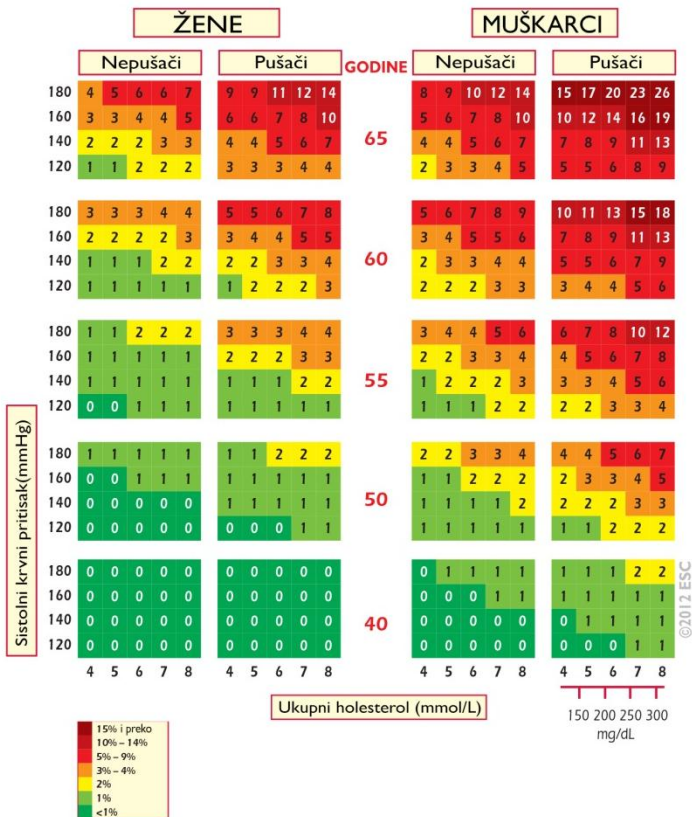 ŽENE MUŠKARCI
Nepušači Pušači GODINE Nepušači Pušači
180 4 5 6 6 7 9 9 11 12 14 8 9 10 12 14 15 17 20 23 26
160 3 3 4 4 5 6 6 7 8 10 5 6 7 8 10 10 12 14 16 19
65
140 2 2 2 3 3 4 4 5 6 7 4 4 5 6 7 7 8 9 11 13
120 1 1 2 2 2 3 3 3 4 4 2 3 3 4 5 5 5 6 8 9
180 3 3 3 4 4 5 5 6 7 8 5 6 7 8 9 10 11 13 15 18
160 2 2 2 2 3 3 4 4 5 5 3 4 5 5 6 7 8 9 11 13
60
140 1 1 1 2 2 2 2 3 3 4 2 3 3 4 4 5 5 6 7 9
120 1 1 1 1 1 1 2 2 2 3 2 2 2 3 3 3 4 4 5 6
180 1 1 2 2 2 3 3 3 4 4 3 4 4 5 6 6 7 8 10 12
160 1 1 1 1 1 2 2 2 3 3 2 2 3 3 4 4 5 6 7 8
55
140 1 1 1 1 1 1 1 1 2 2 1 2 2 2 3 3 3 4 5 6
120 0 0 1 1 1 1 1 1 1 1 1 1 1 2 2 2 2 3 3 4
180 1 1 1 1 1 1 1 2 2 2 2 2 3 3 4 4 4 5 6 7
160 0 0 1 1 1 1 1 1 1 1 1 1 2 2 2 2 3 3 4 5
50
140 0 0 0 0 0 1 1 1 1 1 1 1 1 1 2 2 2 2 3 3
120 0 0 0 0 0 0 0 0 1 1 1 1 1 1 1 1 1 2 2 2
180 0 0 0 0 0 0 0 0 0 0 0 1 1 1 1 1 1 1 2 2
160 0 0 0 0 0 0 0 0 0 0 0 0 0 1 1 1 1 1 1 1
40
140 0 0 0 0 0 0 0 0 0 0 0 0 0 0 0 0 1 1 1 1
120 0 0 0 0 0 0 0 0 0 0 0 0 0 0 0 0 0 0 1 1
4 5 6 7 8 4 5 6 7 8 4 5 6 7 8 4 5 6 7 8
Sistolni krvni pritisak(mmHg)
©2012 ESC
Ukupni holesterol (mmol/L)
150 200 250 300
mg/dL
15% i preko
10% – 14%
5% – 9%
3% – 4%
2%
1%
<1%